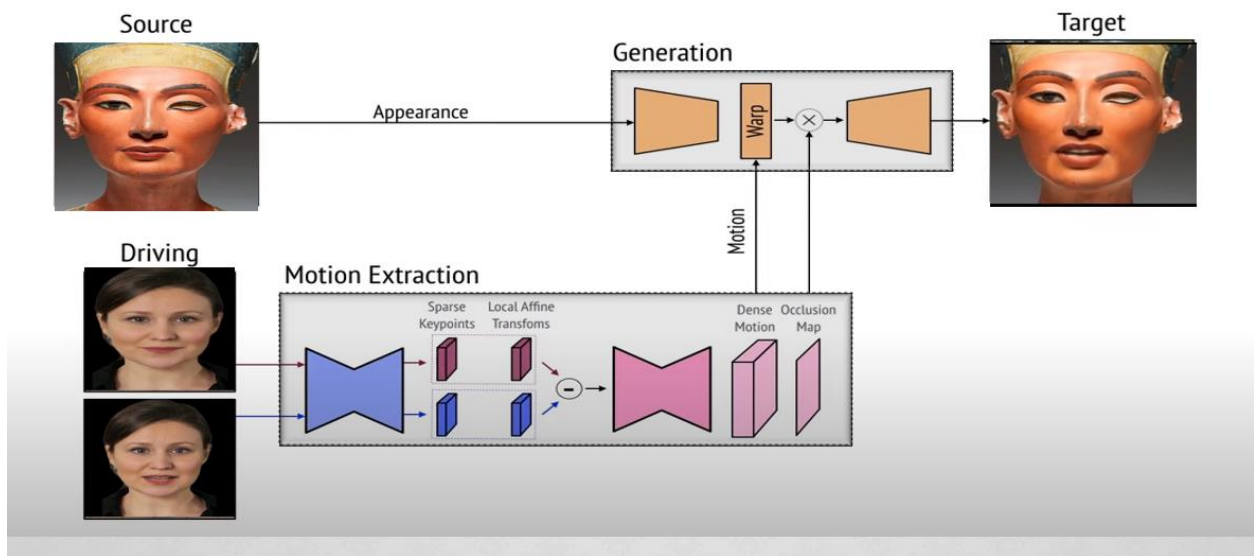 Source
Target
Generation
Appearance
Warp
×
Motion
Driving
Motion Extraction
Sparse
Keypoints
Local Affine
Transfoms
-
Dense
Motion
Occlusion
Map